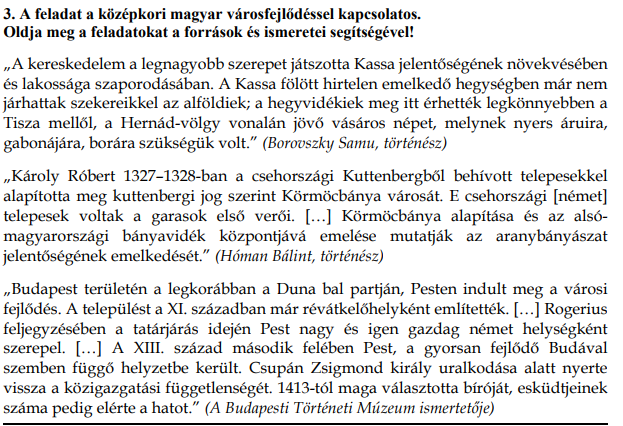 3. A feladat a középkori magyar városfejlődéssel kapcsolatos.
Oldja meg a feladatokat a források és ismeretei segítségével!
„A kereskedelem a legnagyobb szerepet játszotta Kassa jelentőségének növekvésében
és lakossága szaporodásában. A Kassa fölött hirtelen emelkedő hegységben már nem
járhattak szekereikkel az alföldiek; a hegyvidékiek meg itt érhették legkönnyebben a
Tisza mellől, a Hernád-völgy vonalán jövő vásáros népet, melynek nyers áruira,
gabonájára, borára szükségük volt.” (Borovszky Samu, történész)
„Károly Róbert 1327–1328-ban a csehországi Kuttenbergből behívott telepesekkel
alapította meg kuttenbergi jog szerint Körmöcbánya városát. E csehországi [német]
telepesek voltak a garasok első verői. […] Körmöcbánya alapítása és az alsó-
magyarországi bányavidék központjává emelése mutatják az aranybányászat
jelentőségének emelkedését.” (Hóman Bálint, történész)
„Budapest területén a legkorábban a Duna bal partján, Pesten indult meg a városi
fejlődés. A települést a XI. században már révátkelőhelyként említették. […] Rogerius
feljegyzésében a tatárjárás idején Pest nagy és igen gazdag német helységként
szerepel. […] A XIII. század második felében Pest, a gyorsan fejlődő Budával
szemben függő helyzetbe került. Csupán Zsigmond király uralkodása alatt nyerte
vissza a közigazgatási függetlenségét. 1413-tól maga választotta bíróját, esküdtjeinek
száma pedig elérte a hatot.” (A Budapesti Történeti Múzeum ismertetője)